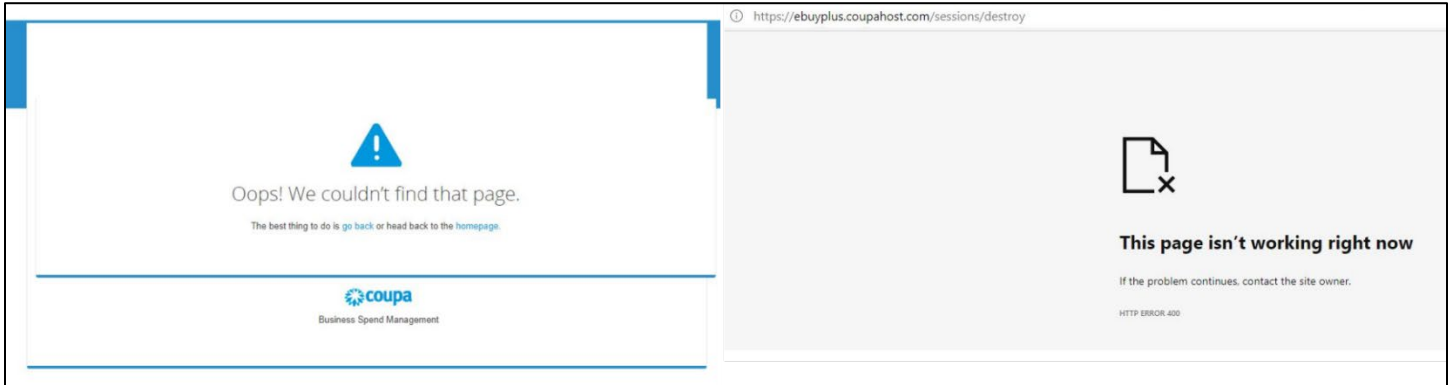 Oops! We couldn't find that page.
The best thing to do is go back or head back to the homepage.
coupa
Business Spend Management
https://ebuyplus.coupahost.com/sessions/destroy
This page isn't working right now
If the problem continues, contact the site owner.
HTTP ERROR 400